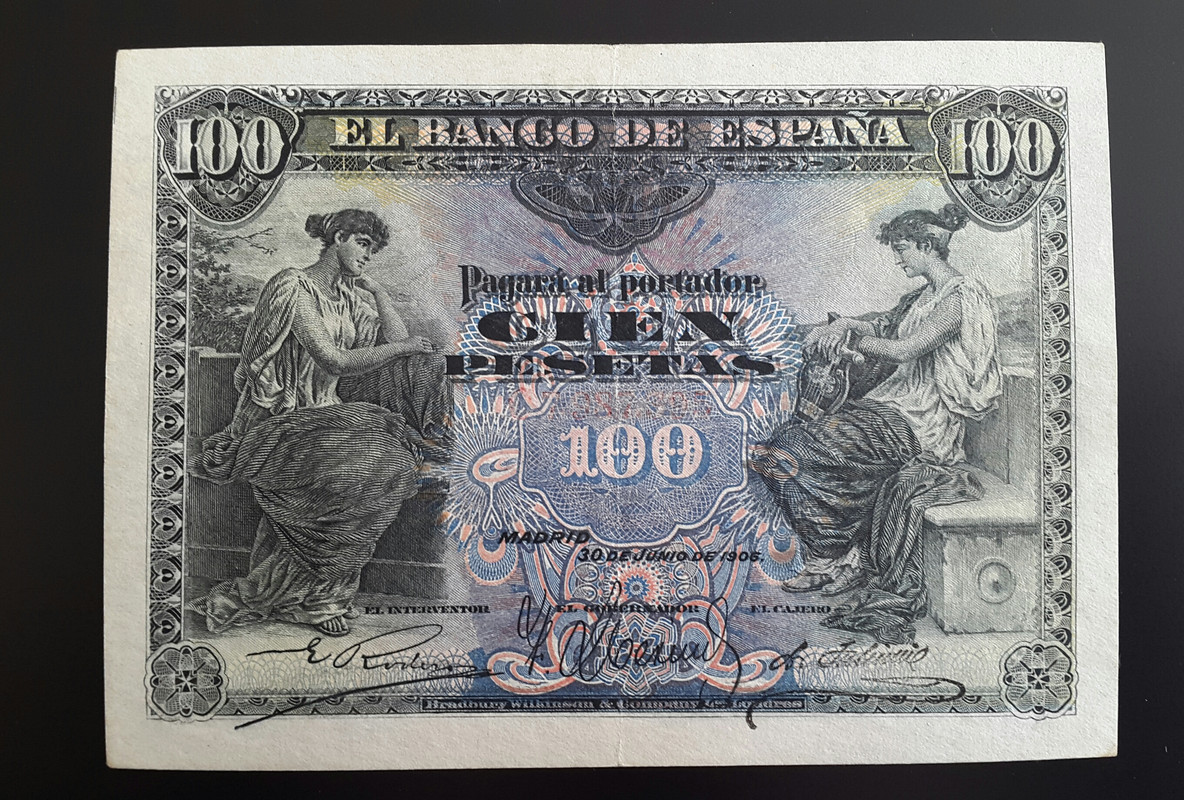 100 EL BANCO DE ESPAÑA 100
Pagará al portador
CIEN
PESETAS
100
MADRID
30 DE JUNIO DE 1906
EL INTERVENTOR EL GOBERNADOR EL CAJERO
Bradbury Wilkinson & Company Ld. Londres